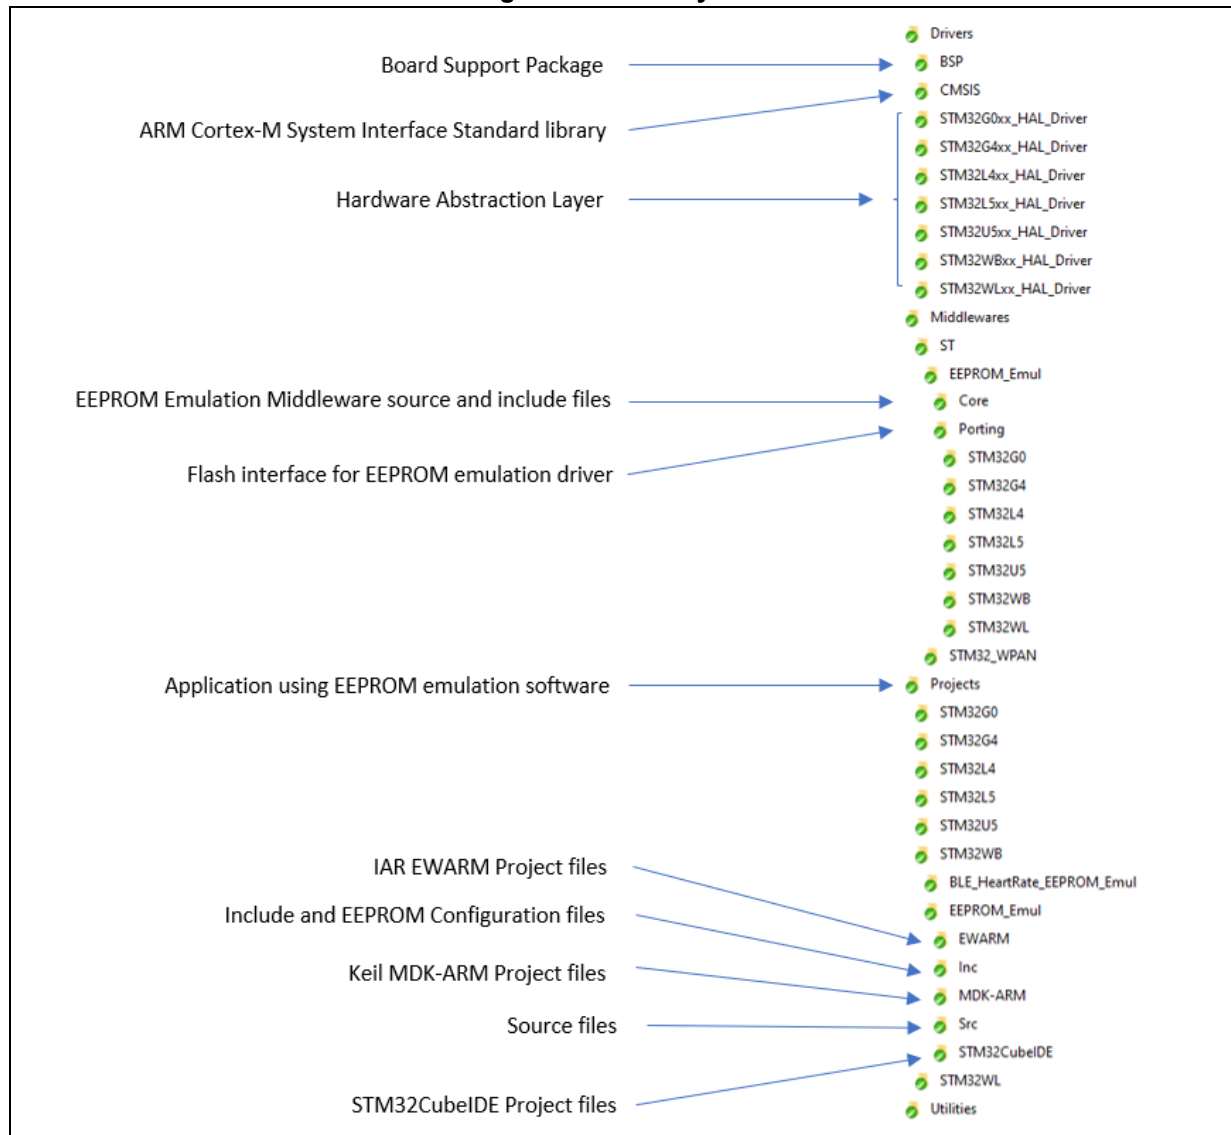 Drivers
Board Support Package
BSP
CMSIS
ARM Cortex-M System Interface Standard library
STM32G0xx_HAL_Driver
STM32G4xx_HAL_Driver
STM32L4xx_HAL_Driver
Hardware Abstraction Layer
STM32L5xx_HAL_Driver
STM32U5xx_HAL_Driver
STM32WBxx_HAL_Driver
STM32WLxx_HAL_Driver
Middlewares
ST
EEPROM_Emul
EEPROM Emulation Middleware source and include files
Core
Porting
Flash interface for EEPROM emulation driver
STM32G0
STM32G4
STM32L4
STM32L5
STM32U5
STM32WB
STM32WL
STM32_WPAN
Application using EEPROM emulation software
Projects
STM32G0
STM32G4
STM32L4
STM32L5
STM32U5
STM32WB
IAR EWARM Project files
BLE_HeartRate_EEPROM_Emul
Include and EEPROM Configuration files
EEPROM_Emul
EWARM
Keil MDK-ARM Project files
Inc
MDK-ARM
Source files
Src
STM32CubeIDE
STM32WL
STM32CubeIDE Project files
Utilities